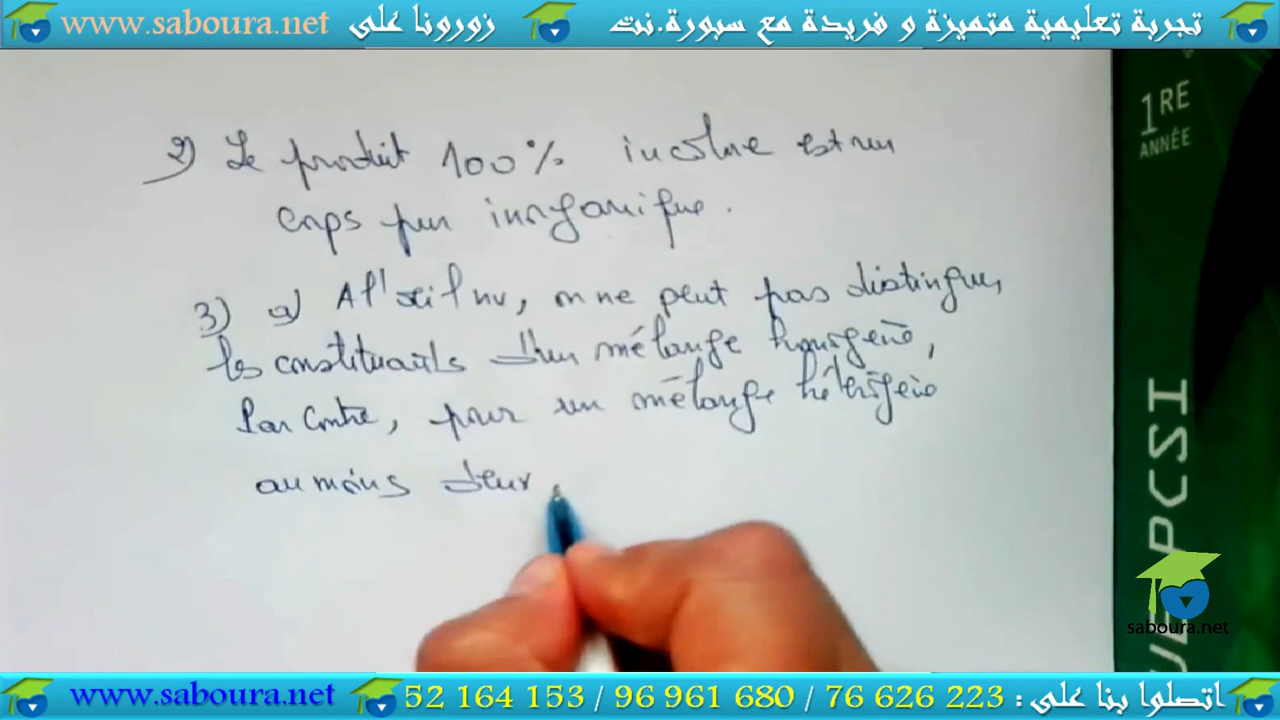 تجربة تعليمية متميزة و فريدة مع سبورة.نت زورونا على www.saboura.net
2) Le produit 100% incolore est un
corps pur inorganique.
3) a) A l'œil nu, on ne peut pas distinguer
les constituants d'un mélange homogène,
Par contre, pour un mélange hétérogène
au moins deux
1RE
ANNÉE
PCSI
saboura.net
اتصلوا بنا على : 52 164 153 / 96 961 680 / 76 626 223 www.saboura.net